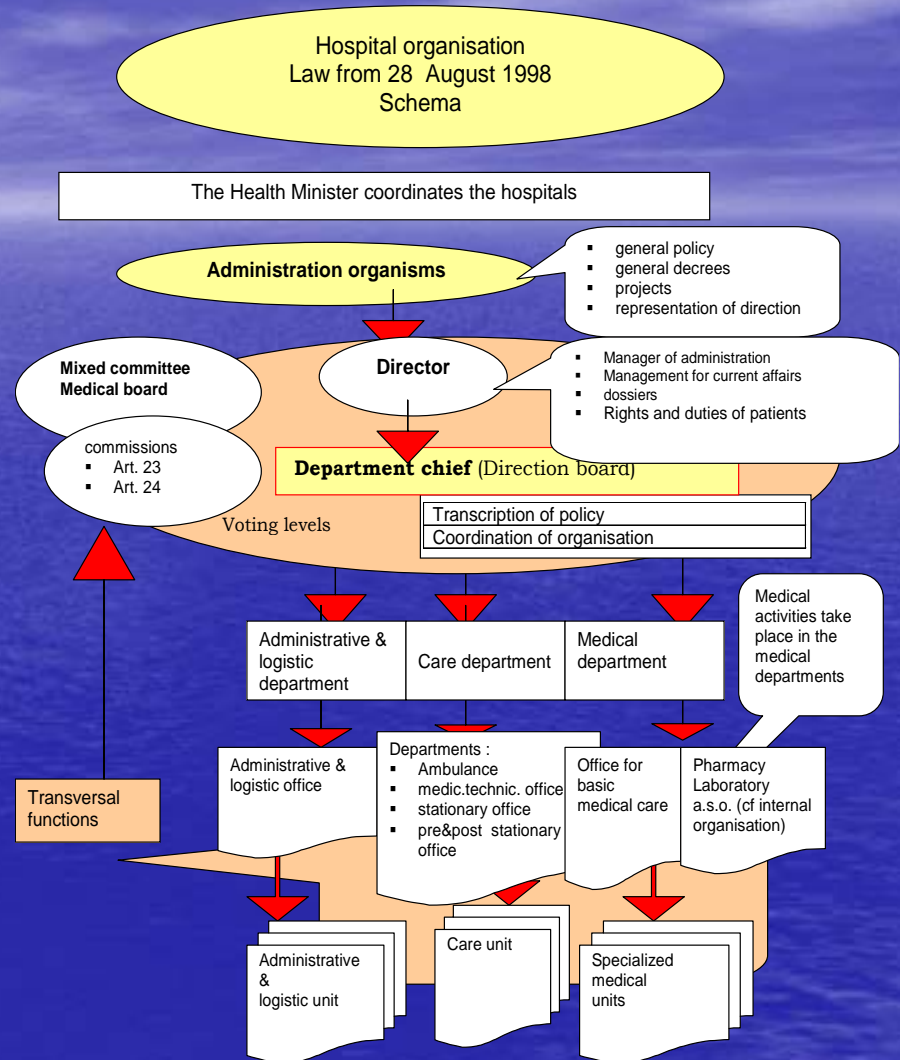 Hospital organisation
Law from 28 August 1998
Schema
The Health Minister coordinates the hospitals
Administration organisms
▪ general policy
▪ general decrees
▪ projects
▪ representation of direction
Mixed committee
Medical board
Director
▪ Manager of administration
▪ Management for current affairs
▪ dossiers
▪ Rights and duties of patients
commissions
▪ Art. 23
▪ Art. 24
Department chief (Direction board)
Voting levels
Transcription of policy
Coordination of organisation
Medical
activities take
place in the
medical
departments
Administrative &
logistic
department
Care department
Medical
department
Transversal
functions
Administrative &
logistic office
Departments :
▪ Ambulance
▪ medic.technic. office
▪ stationary office
▪ pre&post stationary
office
Office for
basic
medical care
Pharmacy
Laboratory
a.s.o. (cf internal
organisation)
Administrative
&
logistic unit
Care unit
Specialized
medical
units